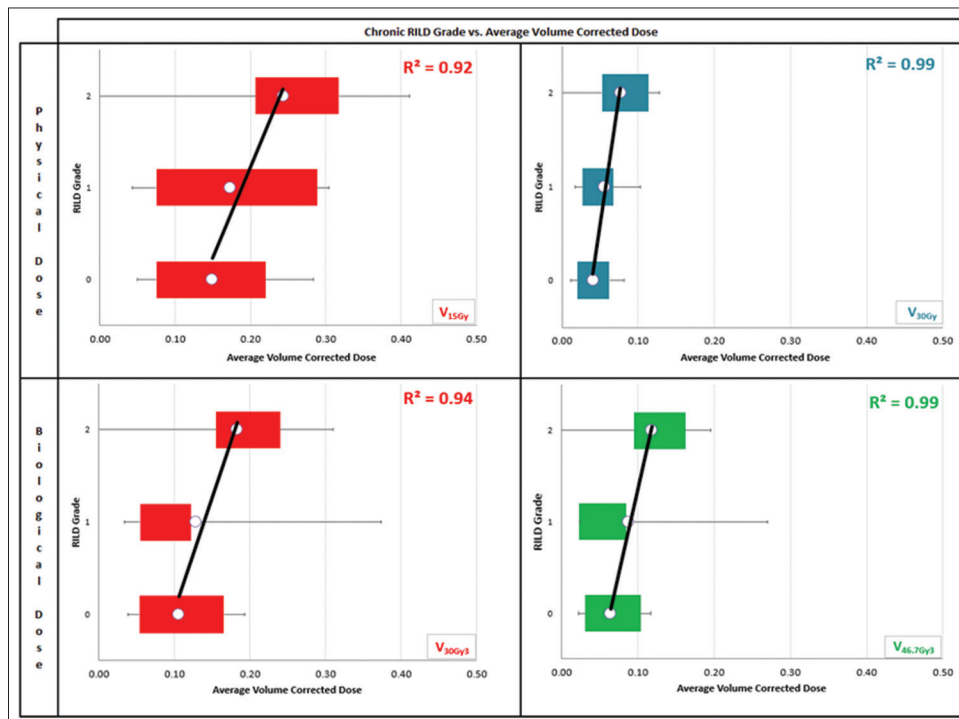 Chronic RILD Grade vs. Average Volume Corrected Dose
Physical Dose
R² = 0.92
RILD Grade
2
1
0
V15Gy
0.00 0.10 0.20 0.30 0.40 0.50
Average Volume Corrected Dose
R² = 0.99
RILD Grade
2
1
0
V30Gy
0.00 0.10 0.20 0.30 0.40 0.50
Average Volume Corrected Dose
Biological Dose
R² = 0.94
RILD Grade
2
1
0
V30Gy3
0.00 0.10 0.20 0.30 0.40 0.50
Average Volume Corrected Dose
R² = 0.99
RILD Grade
2
1
0
V46.7Gy3
0.00 0.10 0.20 0.30 0.40 0.50
Average Volume Corrected Dose